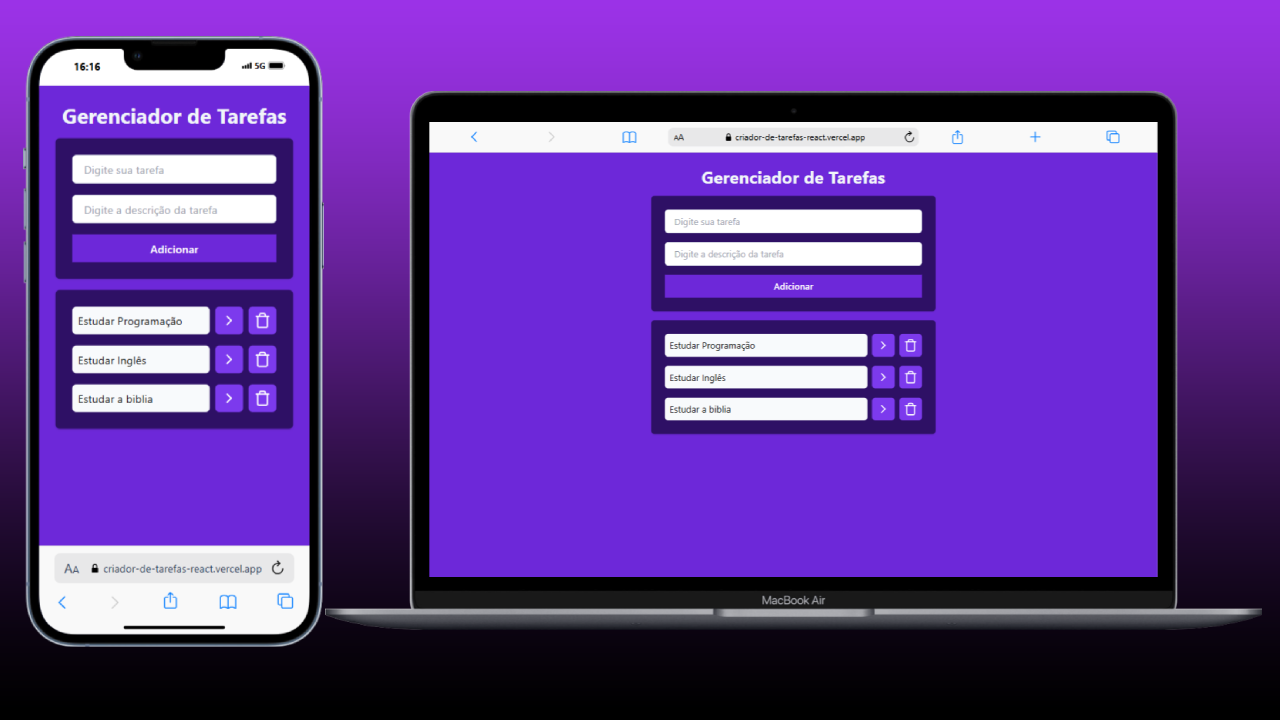 16:16
5G
Gerenciador de Tarefas
Digite sua tarefa
Digite a descrição da tarefa
Adicionar
Estudar Programação
Estudar Inglês
Estudar a biblia
AA criador-de-tarefas-react.vercel.app
AA criador-de-tarefas-react.vercel.app
Gerenciador de Tarefas
Digite sua tarefa
Digite a descrição da tarefa
Adicionar
Estudar Programação
Estudar Inglês
Estudar a biblia
MacBook Air